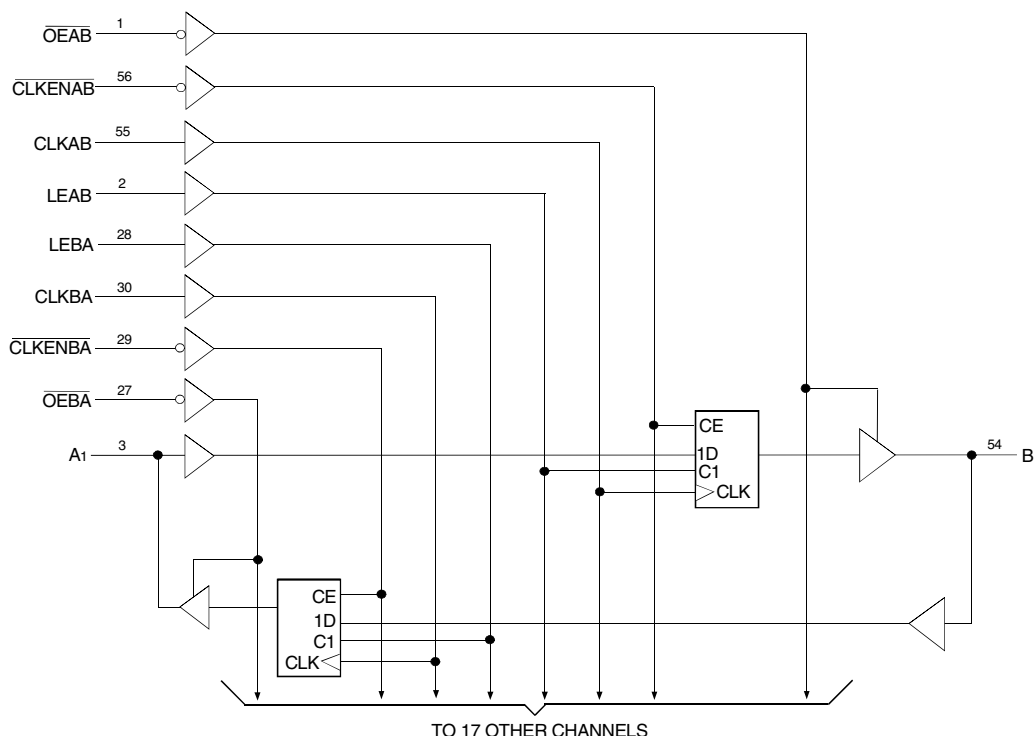 OEAB 1
CLKENAB 56
CLKAB 55
LEAB 2
LEBA 28
CLKBA 30
CLKENBA 29
OEBA 27
A1 3
CE
1D
C1
CLK
54 B
CE
1D
C1
CLK
TO 17 OTHER CHANNELS